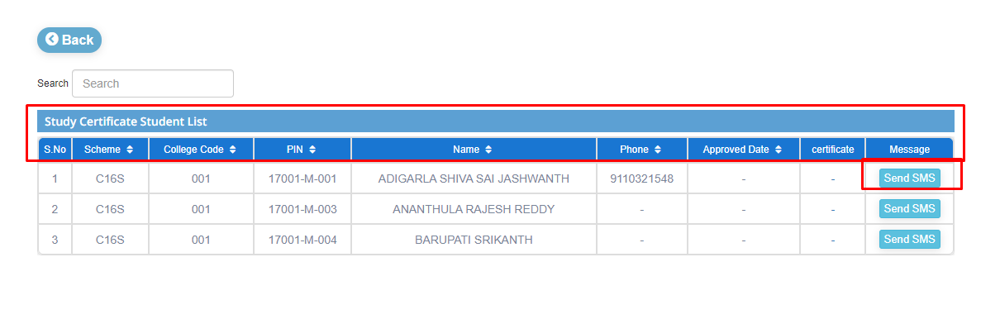 Back
Search Search
Study Certificate Student List
S.No Scheme College Code PIN Name Phone Approved Date certificate Message
1 C16S 001 17001-M-001 ADIGARLA SHIVA SAI JASHWANTH 9110321548 - - Send SMS
2 C16S 001 17001-M-003 ANANTHULA RAJESH REDDY - - - Send SMS
3 C16S 001 17001-M-004 BARUPATI SRIKANTH - - - Send SMS